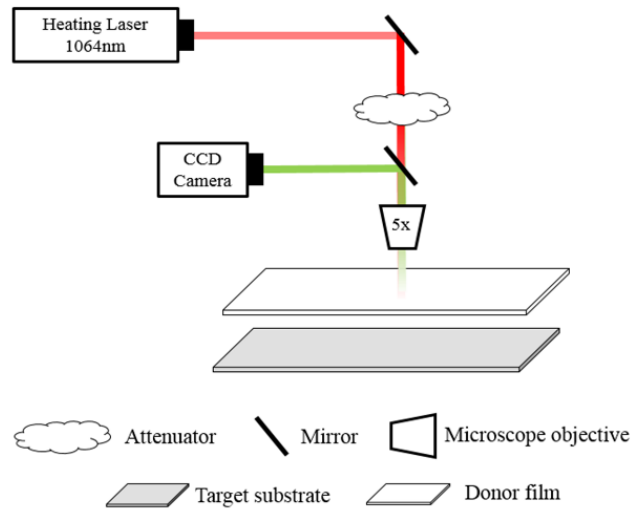 Heating Laser
1064nm
CCD
Camera
5x
Attenuator
Mirror
Microscope objective
Target substrate
Donor film